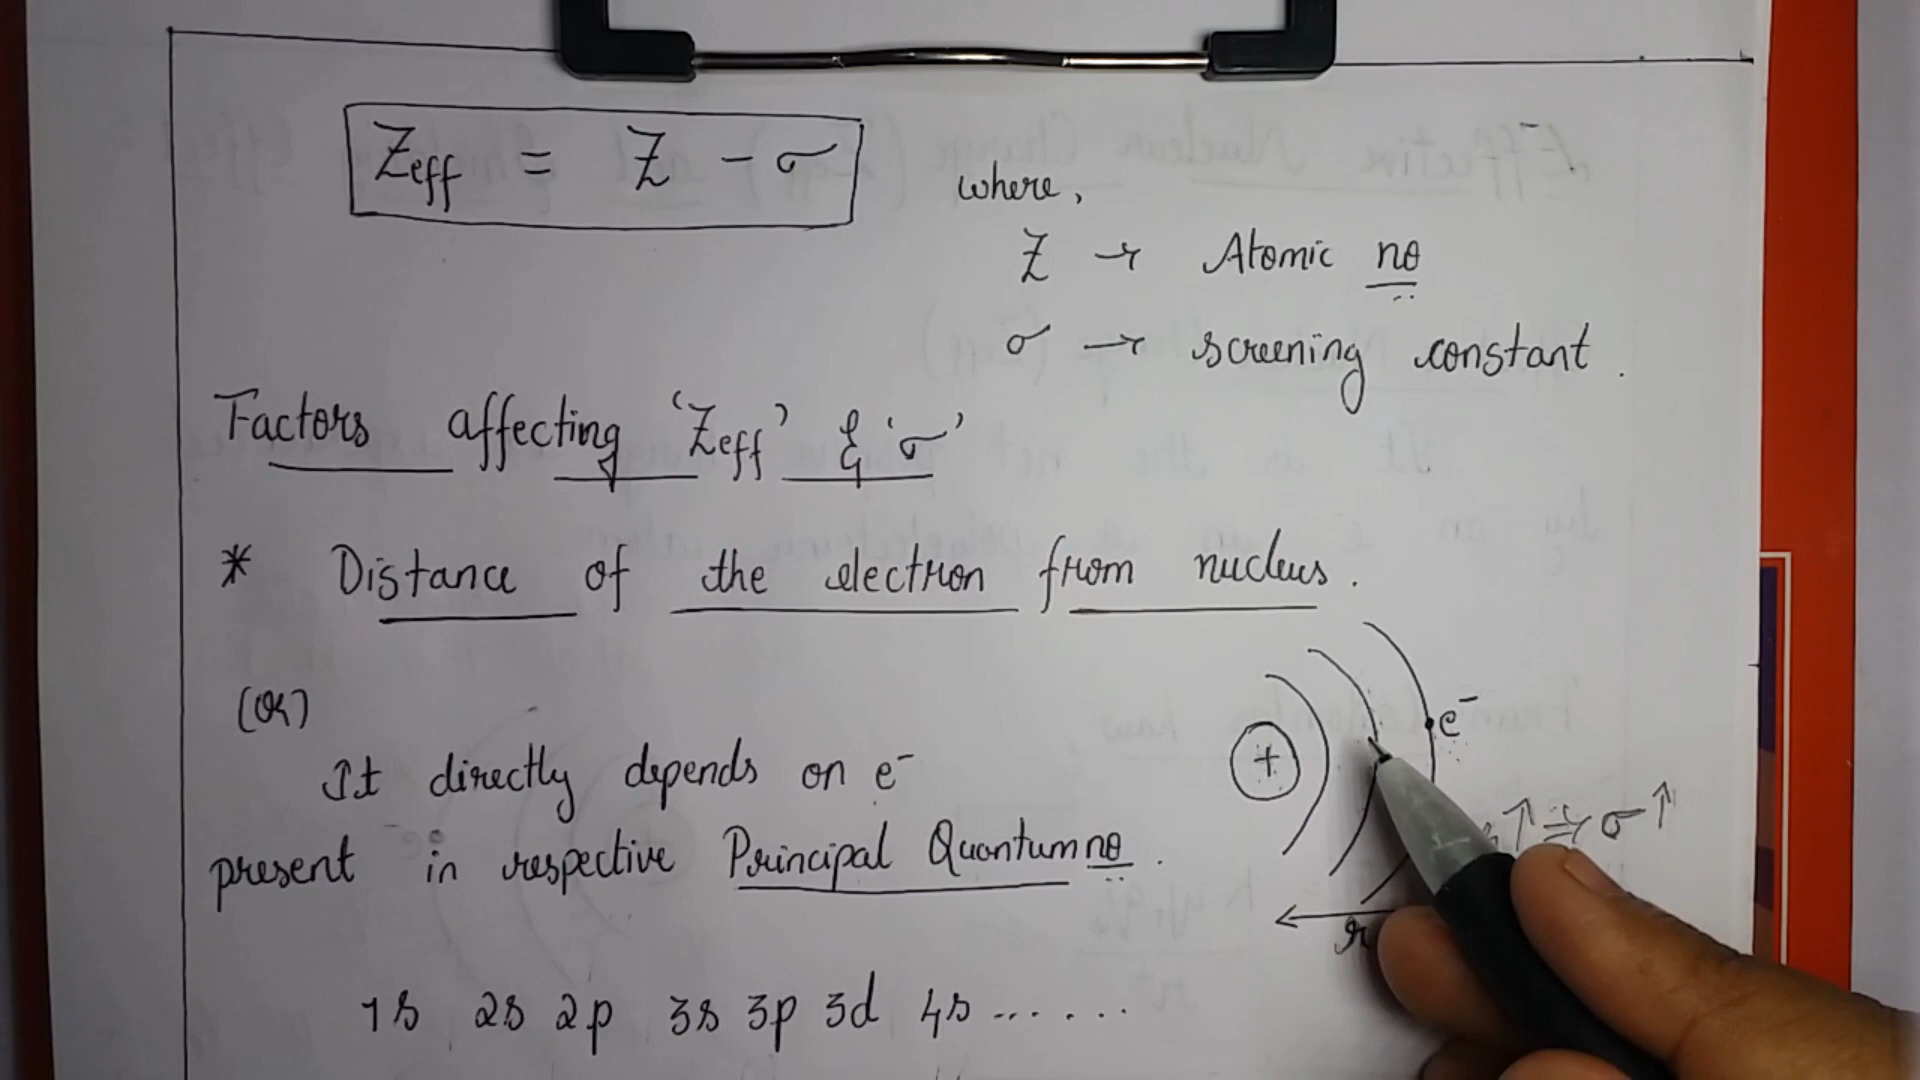 Zeff = Z - σ
where,
Z → Atomic no
σ → screening constant.
Factors affecting 'Zeff' & 'σ'
* Distance of the electron from nucleus.
(or)
It directly depends on e⁻
present in respective Principal Quantum no.
1s 2s 2p 3s 3p 3d 4s ......
+
e⁻
↑ ⇒ σ↑
r